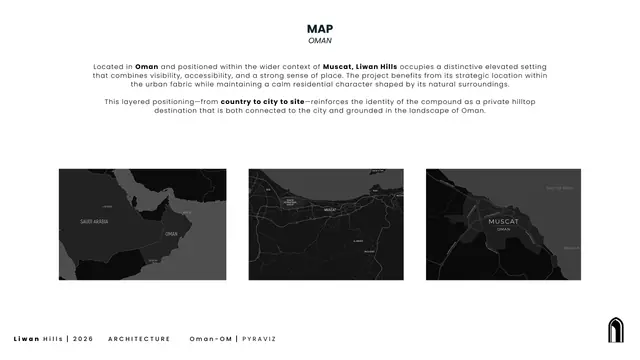 MAP
OMAN
Located in Oman and positioned within the wider context of Muscat, Liwan Hills occupies a distinctive elevated setting
that combines visibility, accessibility, and a strong sense of place. The project benefits from its strategic location within
the urban fabric while maintaining a calm residential character shaped by its natural surroundings.
This layered positioning—from country to city to site—reinforces the identity of the compound as a private hilltop
destination that is both connected to the city and grounded in the landscape of Oman.
SAUDI ARABIA
OMAN
MUSCAT
MUSCAT
OMAN
Liwan Hills | 2026 ARCHITECTURE Oman-OM | PYRAVIZ